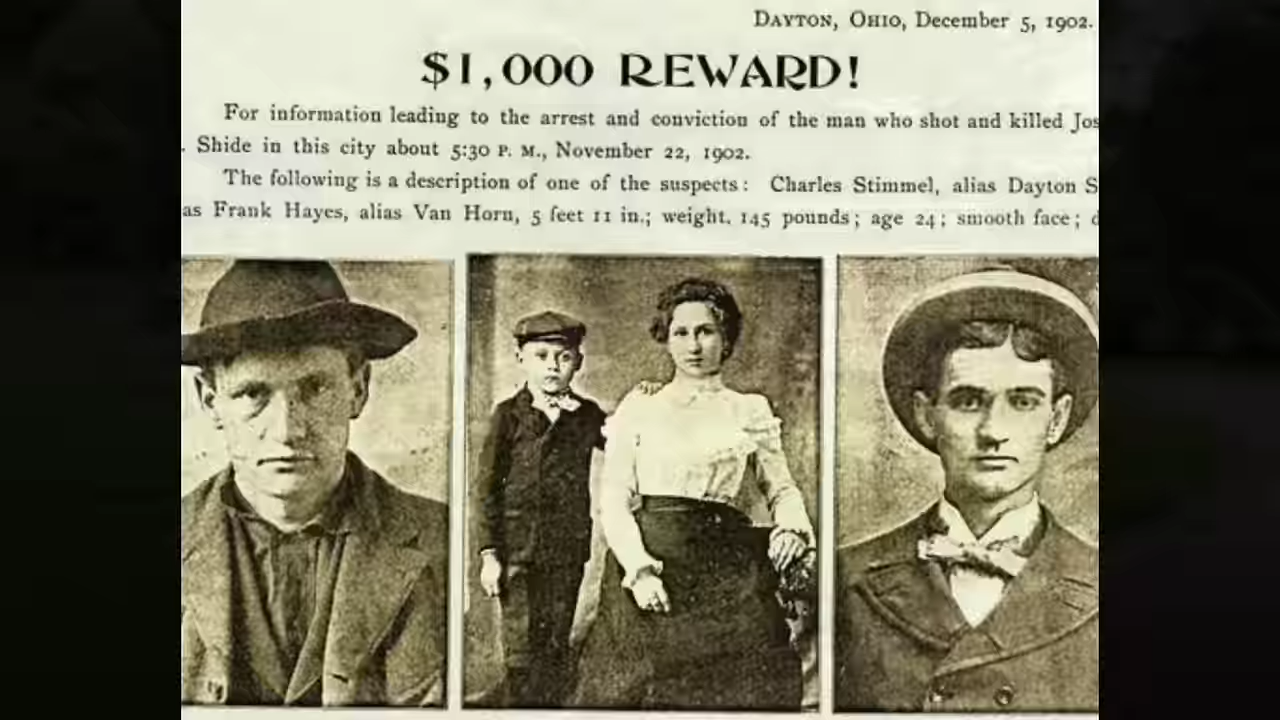 DAYTON, OHIO, December 5, 1902.
$1,000 REWARD!
For information leading to the arrest and conviction of the man who shot and killed Jos
. Shide in this city about 5:30 P. M., November 22, 1902.
The following is a description of one of the suspects: Charles Stimmel, alias Dayton S
as Frank Hayes, alias Van Horn, 5 feet 11 in.; weight. 145 pounds; age 24; smooth face; d